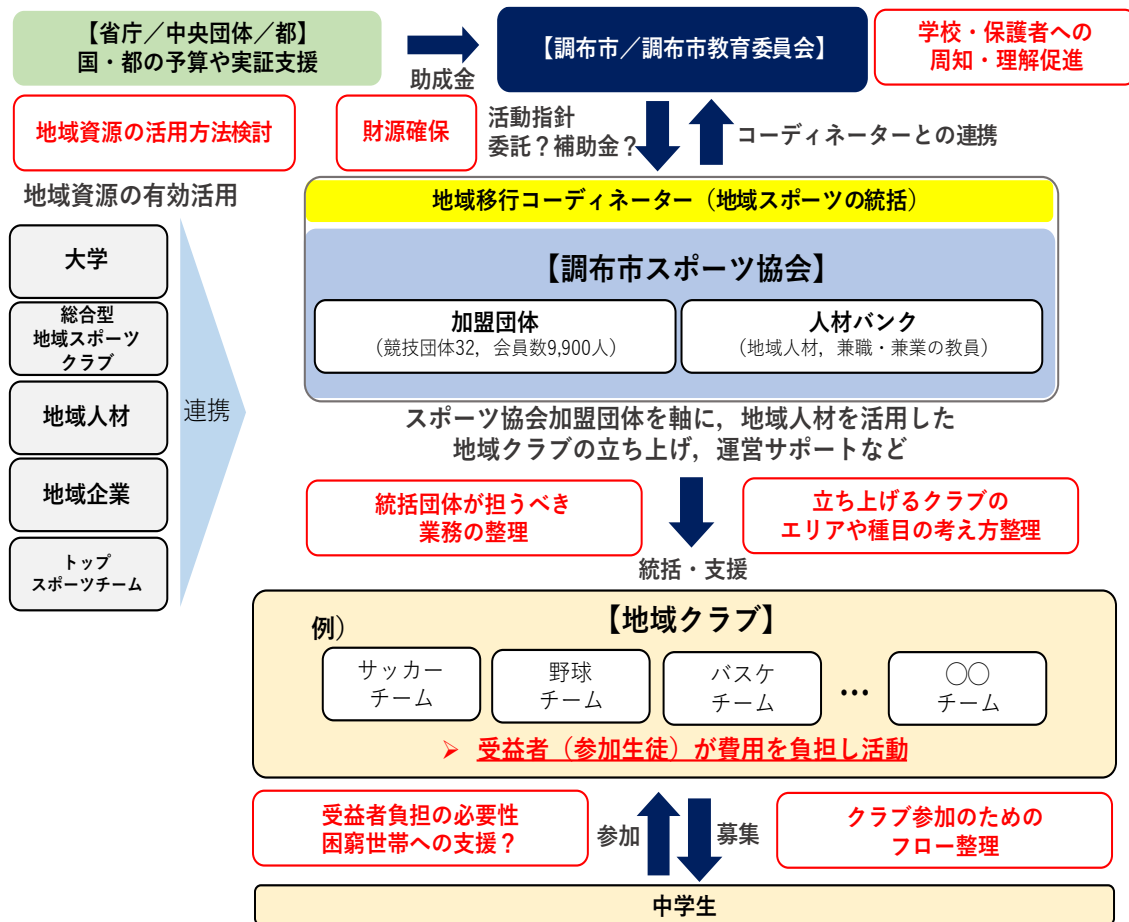 【省庁／中央団体／都】
国・都の予算や実証支援
助成金
【調布市／調布市教育委員会】
学校・保護者への
周知・理解促進
地域資源の活用方法検討
財源確保
活動指針
委託？補助金？
コーディネーターとの連携
地域資源の有効活用
大学
総合型
地域スポーツ
クラブ
地域人材
地域企業
トップ
スポーツチーム
連携
地域移行コーディネーター（地域スポーツの統括）
【調布市スポーツ協会】
加盟団体
（競技団体32，会員数9,900人）
人材バンク
（地域人材，兼職・兼業の教員）
スポーツ協会加盟団体を軸に，地域人材を活用した
地域クラブの立ち上げ，運営サポートなど
統括団体が担うべき
業務の整理
立ち上げるクラブの
エリアや種目の考え方整理
統括・支援
【地域クラブ】
例）
サッカー
チーム
野球
チーム
バスケ
チーム
…
〇〇
チーム
➢ 受益者（参加生徒）が費用を負担し活動
受益者負担の必要性
困窮世帯への支援？
参加
募集
クラブ参加のための
フロー整理
中学生